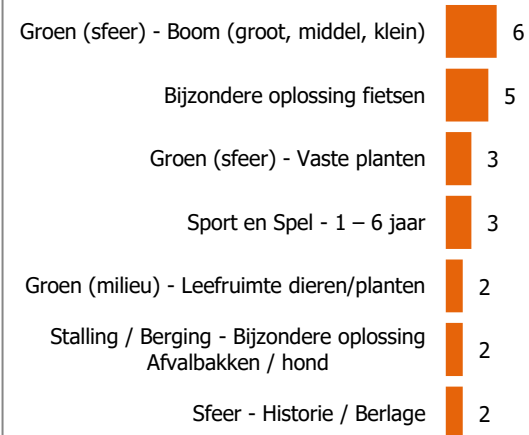 Groen (sfeer) - Boom (groot, middel, klein) 6
Bijzondere oplossing fietsen 5
Groen (sfeer) - Vaste planten 3
Sport en Spel - 1 – 6 jaar 3
Groen (milieu) - Leefruimte dieren/planten 2
Stalling / Berging - Bijzondere oplossing
Afvalbakken / hond 2
Sfeer - Historie / Berlage 2